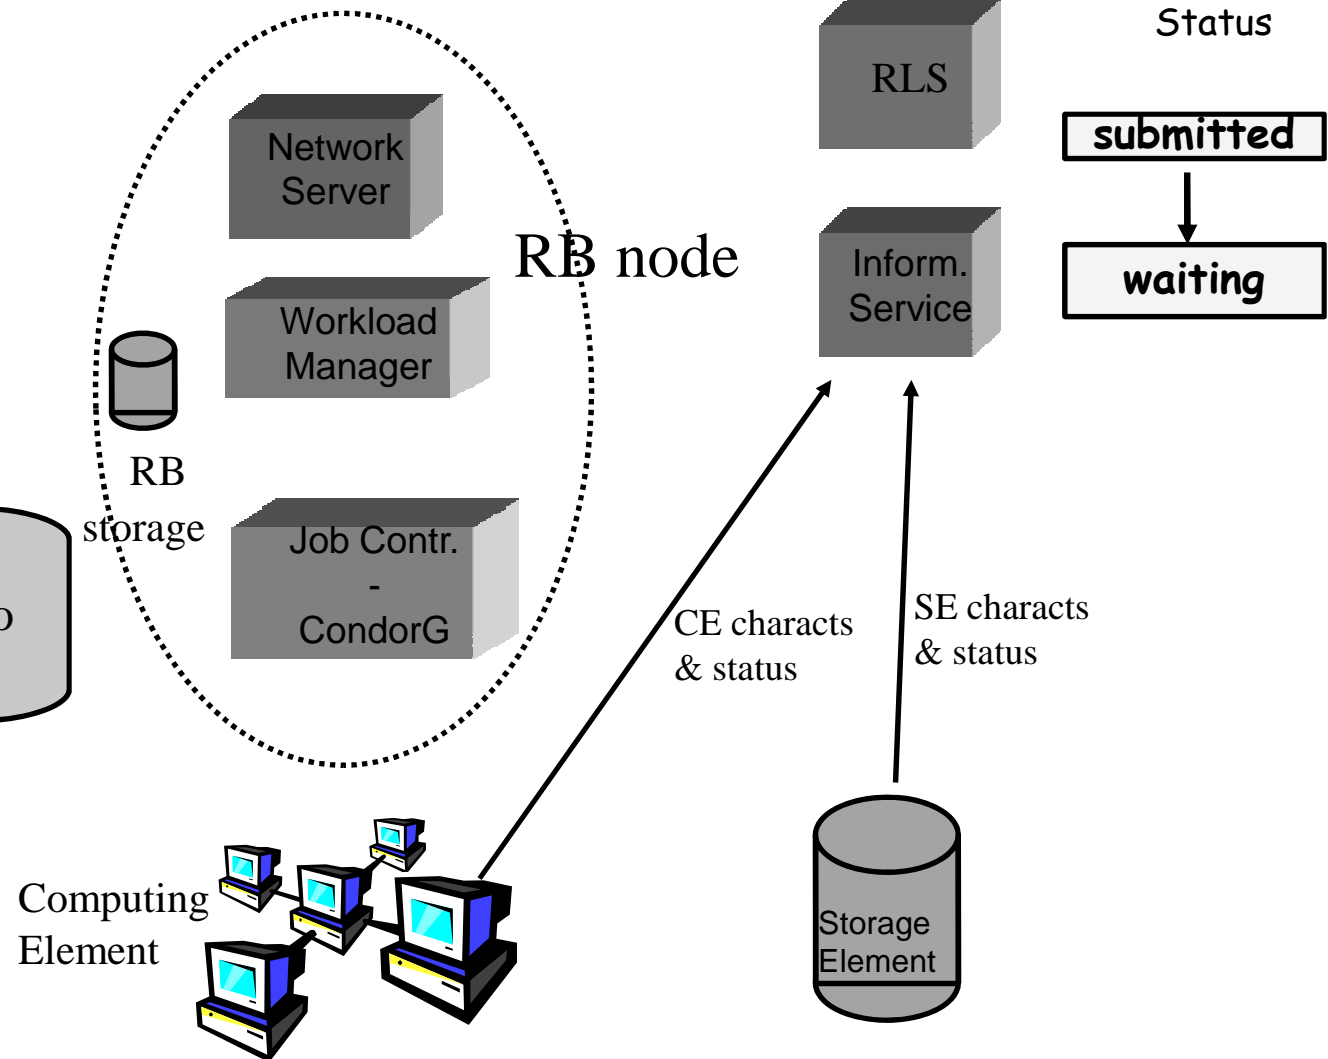 Status
RLS
submitted
Network
Server
RB node
Inform.
Service
waiting
Workload
Manager
RB
storage
Job Contr.
-
CondorG
CE characts
& status
SE characts
& status
Computing
Element
Storage
Element